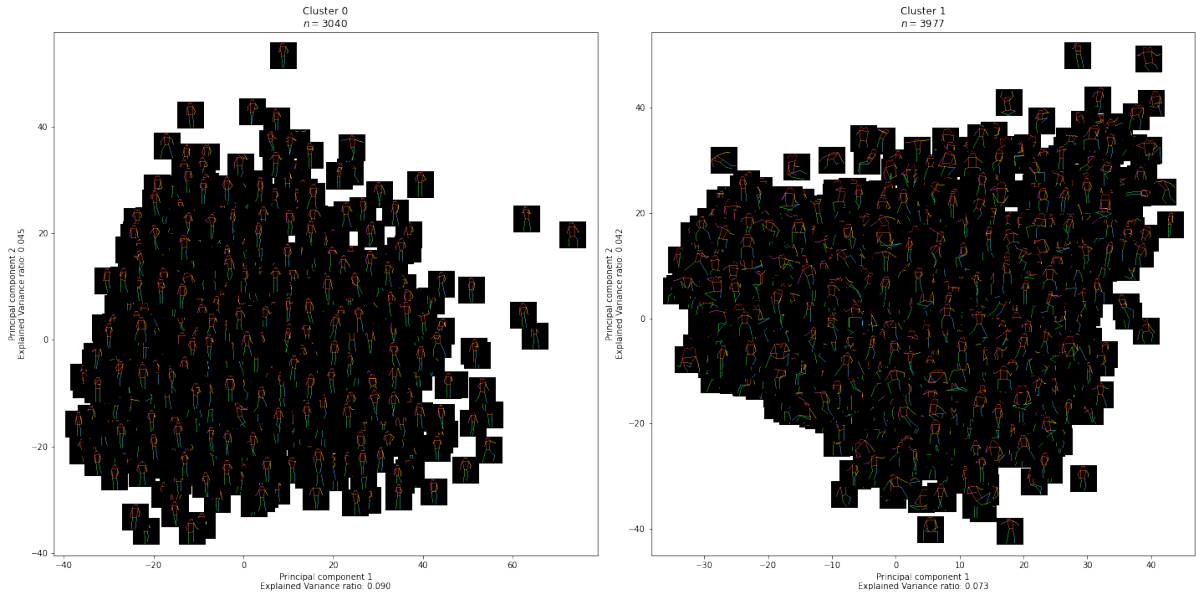 Cluster 0
n = 3040
40
20
0
−20
−40
Principal component 2
Explained Variance ratio: 0.045
−40
−20
0
20
40
60
Principal component 1
Explained Variance ratio: 0.090
Cluster 1
n = 3977
40
20
0
−20
−40
Principal component 2
Explained Variance ratio: 0.042
−30
−20
−10
0
10
20
30
40
Principal component 1
Explained Variance ratio: 0.073